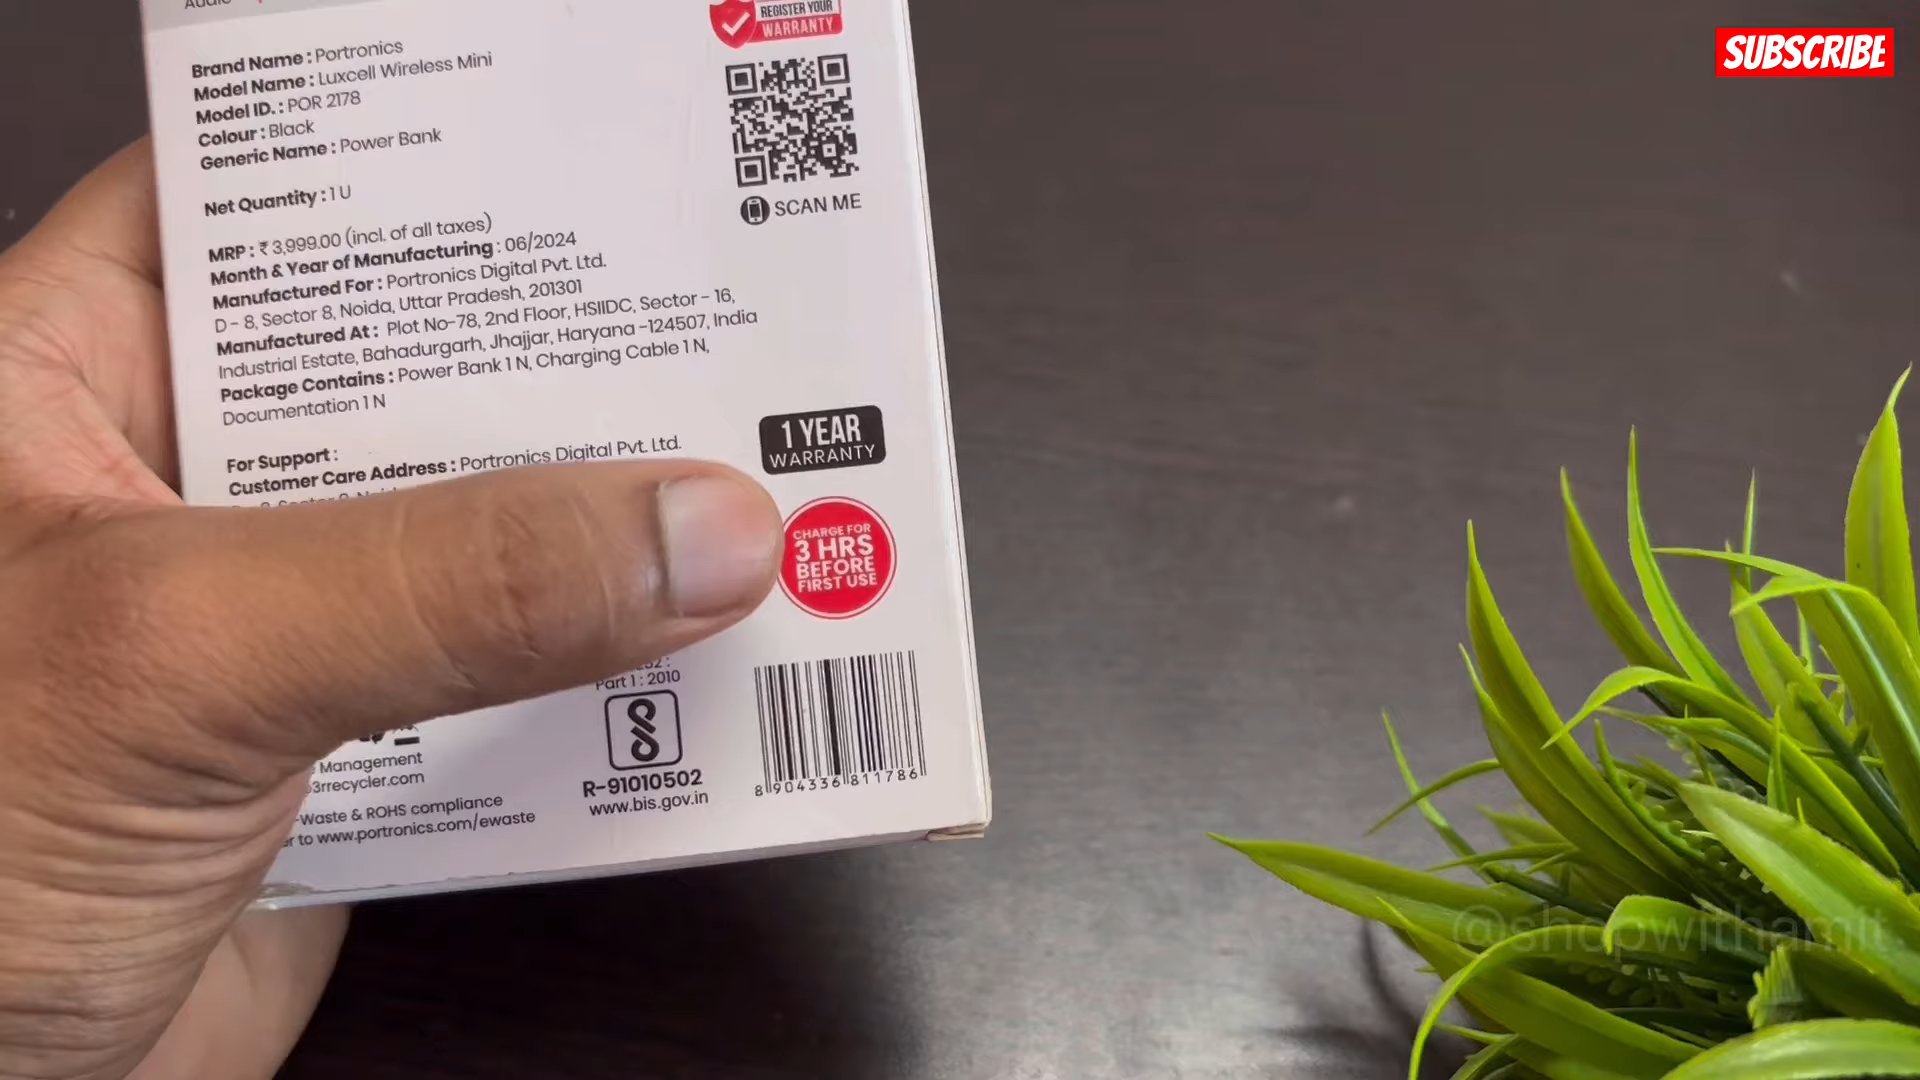 Audio
REGISTER YOUR
WARRANTY
SUBSCRIBE
Brand Name : Portronics
Model Name : Luxcell Wireless Mini
Model ID. : POR 2178
Colour : Black
Generic Name : Power Bank
SCAN ME
Net Quantity : 1 U
MRP : ₹ 3,999.00 (incl. of all taxes)
Month & Year of Manufacturing : 06/2024
Manufactured For : Portronics Digital Pvt. Ltd.
D - 8, Sector 8, Noida, Uttar Pradesh, 201301
Manufactured At : Plot No-78, 2nd Floor, HSIIDC, Sector - 16,
Industrial Estate, Bahadurgarh, Jhajjar, Haryana -124507, India
Package Contains : Power Bank 1 N, Charging Cable 1 N,
Documentation 1 N
1 YEAR
WARRANTY
For Support :
Customer Care Address : Portronics Digital Pvt. Ltd.
CHARGE FOR
3 HRS
BEFORE
FIRST USE
Part 1 : 2010
Management
3rrecycler.com
-Waste & ROHS compliance
to www.portronics.com/ewaste
R-91010502
www.bis.gov.in
8 904336 811786
@shopwithamit